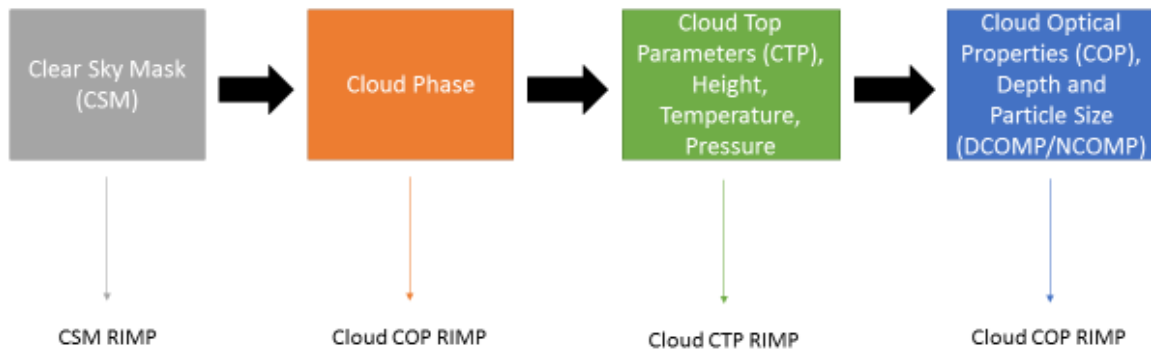 Clear Sky Mask
(CSM)
Cloud Phase
Cloud Top
Parameters (CTP),
Height,
Temperature,
Pressure
Cloud Optical
Properties (COP),
Depth and
Particle Size
(DCOMP/NCOMP)
CSM RIMP
Cloud COP RIMP
Cloud CTP RIMP
Cloud COP RIMP